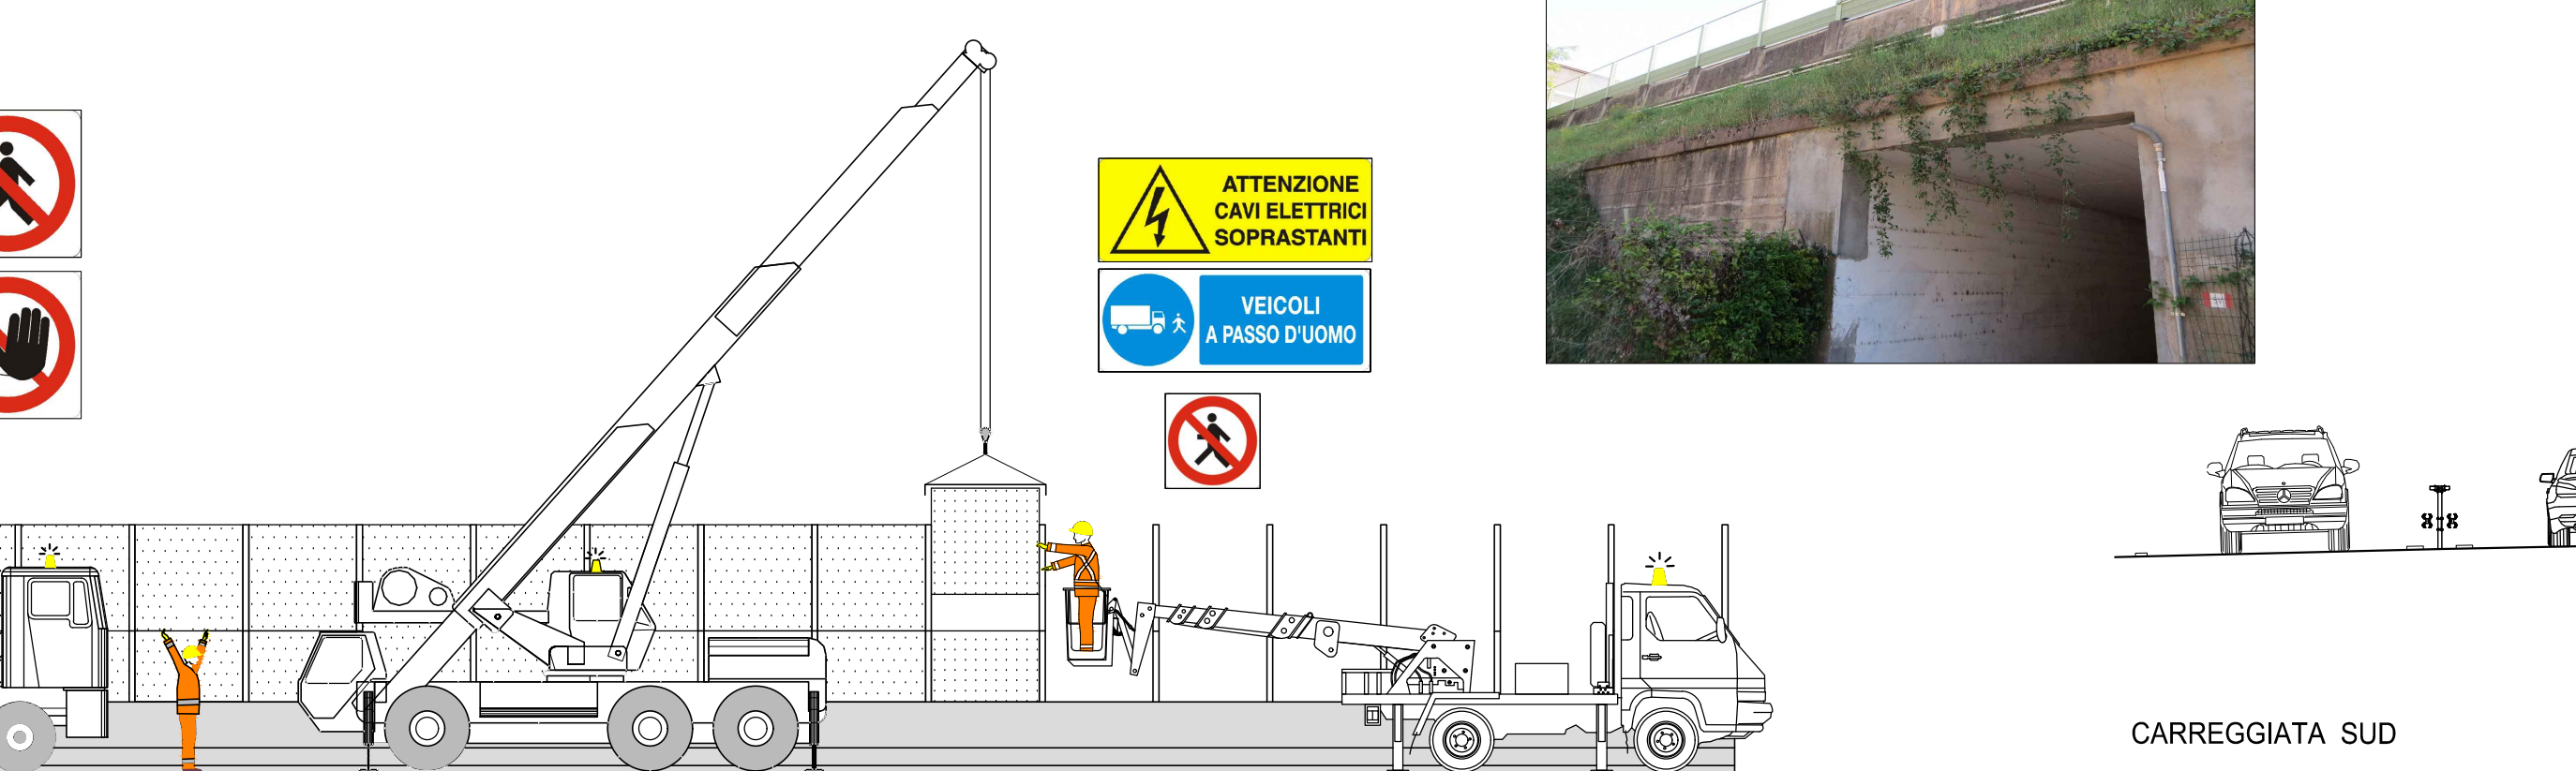 ATTENZIONE
CAVI ELETTRICI
SOPRASTANTI
VEICOLI
A PASSO D'UOMO
CARREGGIATA SUD